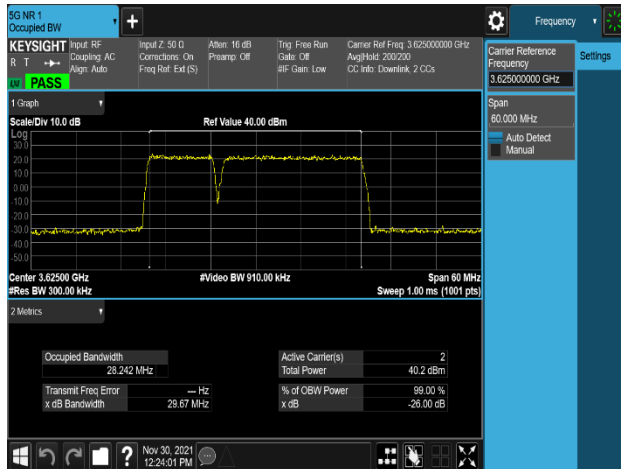 5G NR 1
Occupied BW
Frequency
KEYSIGHT
Input: RF
Coupling: AC
Align: Auto
R T
Input Z: 50 Ω
Corrections: On
Freq Ref: Ext (S)
Atten: 16 dB
Preamp: Off
Trig: Free Run
Gate: Off
#IF Gain: Low
Carrier Ref Freq: 3.625000000 GHz
Avg|Hold: 200/200
CC Info: Downlink, 2 CCs
PASS
Carrier Reference
Frequency
3.625000000 GHz
Settings
Span
60.000 MHz
Auto Detect
Manual
1 Graph
Scale/Div 10.0 dB
Ref Value 40.00 dBm
Log
30.0
20.0
10.0
0.00
-10.0
-20.0
-30.0
-40.0
-50.0
Center 3.62500 GHz
#Video BW 910.00 kHz
Span 60 MHz
#Res BW 300.00 kHz
Sweep 1.00 ms (1001 pts)
2 Metrics
Occupied Bandwidth
28.242 MHz
Active Carrier(s) 2
Total Power 40.2 dBm
Transmit Freq Error --- Hz
x dB Bandwidth 29.67 MHz
% of OBW Power 99.00 %
x dB -26.00 dB
Nov 30, 2021
12:24:01 PM